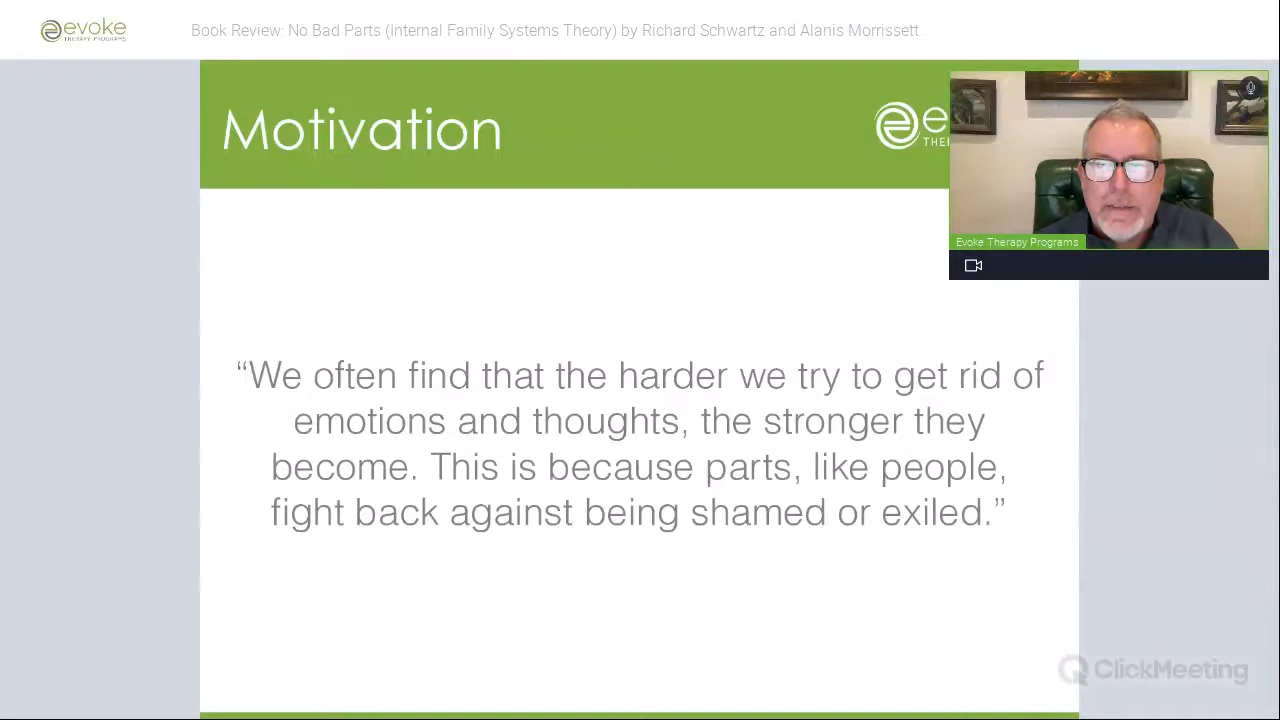 evoke
THERAPY PROGRAMS
Book Review: No Bad Parts (Internal Family Systems Theory) by Richard Schwartz and Alanis Morrissett
Motivation
e
THE
Evoke Therapy Programs
“We often find that the harder we try to get rid of
emotions and thoughts, the stronger they
become. This is because parts, like people,
fight back against being shamed or exiled.”
ClickMeeting